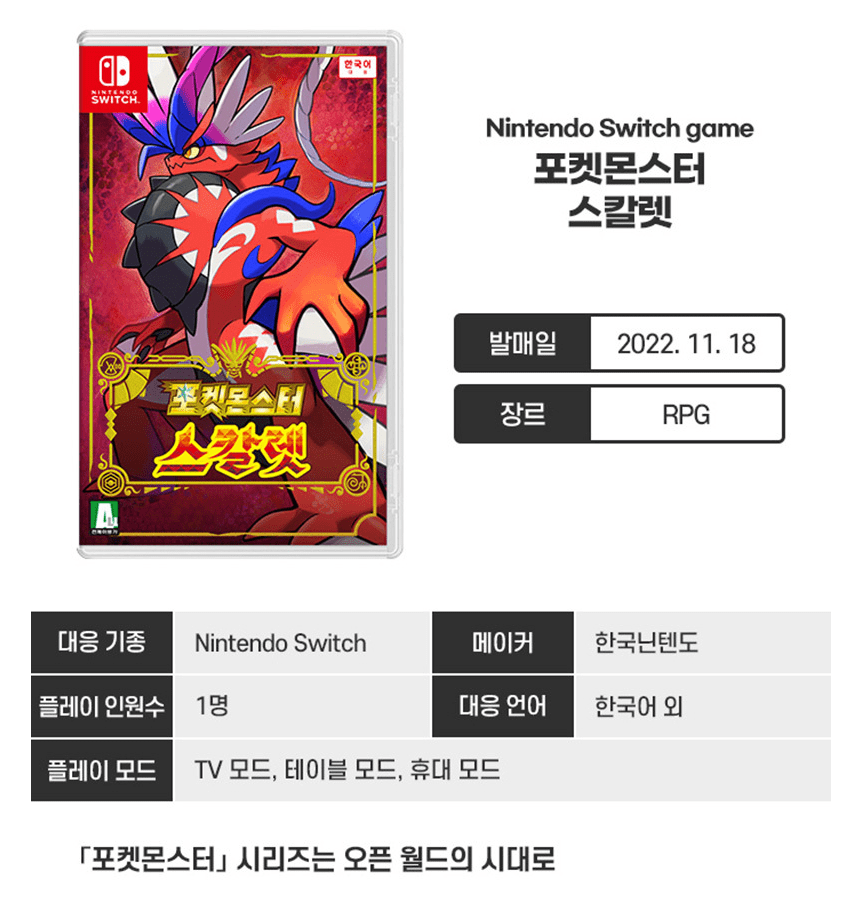 NINTENDO
SWITCH
한국어
대응
포켓몬스터
스칼렛
A
전체이용가
Nintendo Switch game
포켓몬스터
스칼렛
발매일 2022. 11. 18
장르 RPG
대응 기종 Nintendo Switch 메이커 한국닌텐도
플레이 인원수 1명 대응 언어 한국어 외
플레이 모드 TV 모드, 테이블 모드, 휴대 모드
「포켓몬스터」 시리즈는 오픈 월드의 시대로